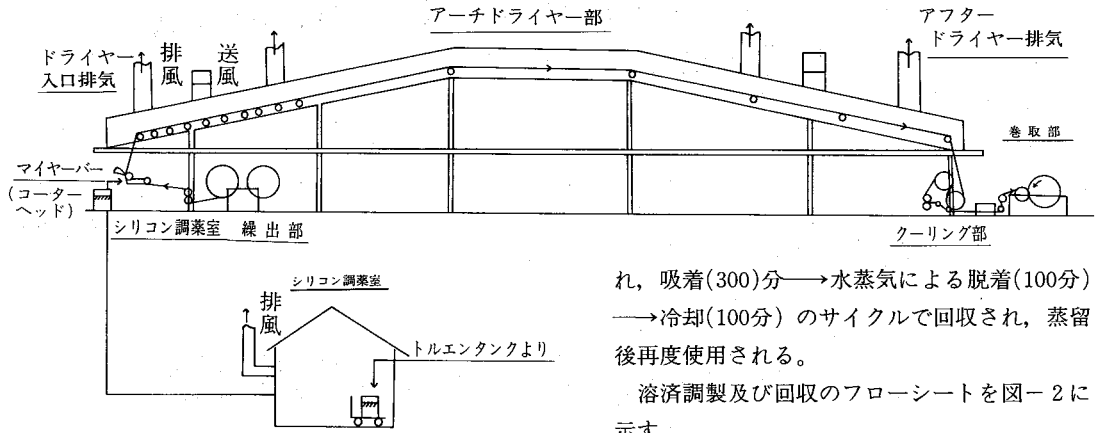 アーチドライヤー部
アフター
ドライヤー排気
ドライヤー
入口排気
排風
送風
巻取部
マイヤーバー
(コーター
ヘッド)
シリコン調薬室
繰出部
クーリング部
シリコン調薬室
排風
トルエンタンクより
れ，吸着(300)分→水蒸気による脱着(100分)
→冷却(100分)のサイクルで回収され，蒸留
後再度使用される。
溶済調製及び回収のフローシートを図－2に
示す。